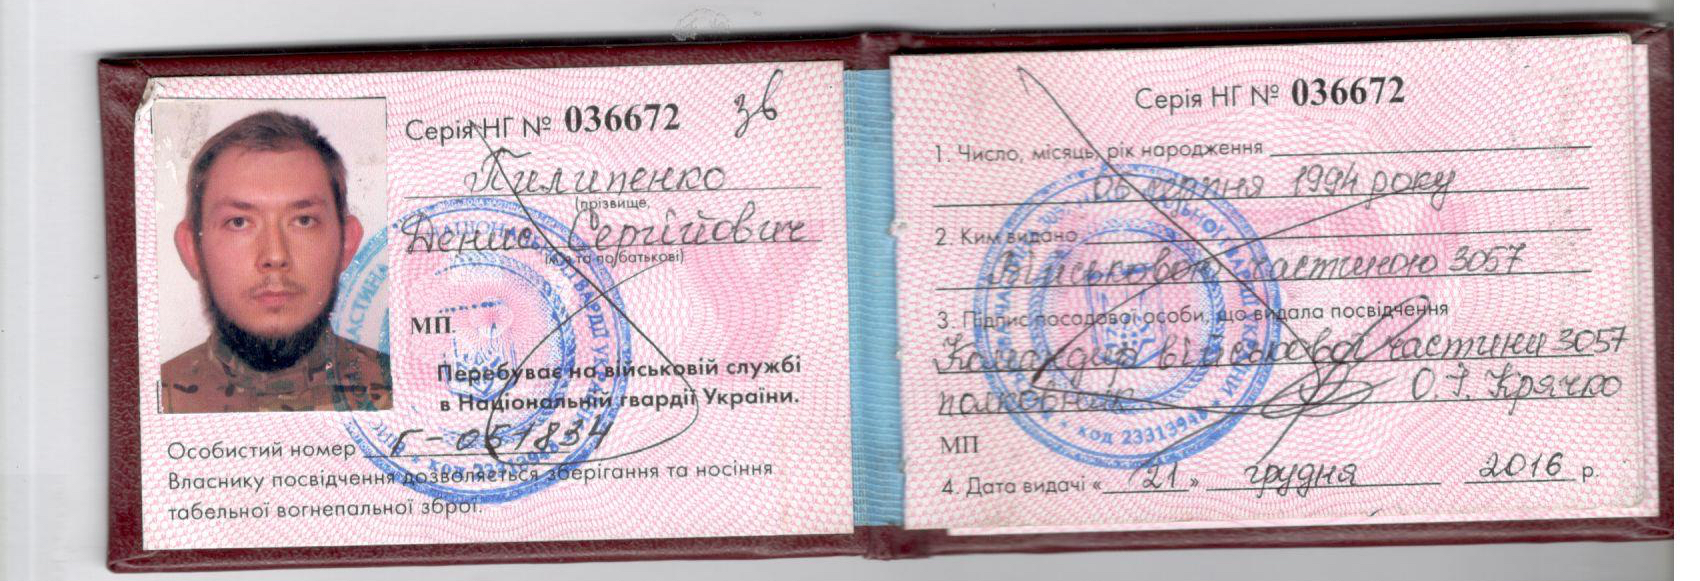 Серія НГ № 036672 зв
Пилипенко
(прізвище,
Денис Сергійович
ім'я та по/батькові)
МП.
Перебуває на військовій службі
в Національній гвардії України.
Особистий номер Г-061834
Власнику посвідчення дозволяється зберігання та носіння
табельної вогнепальної зброї.
Серія НГ № 036672
1. Число, місяць, рік народження
06 серпня 1994 року
2. Ким видано
Військовою частиною 3057
3. Підпис посадової особи, що видала посвідчення
Командир військової частини 3057
полковник О.Г. Крячко
МП
4. Дата видачі «21» грудня 2016 р.